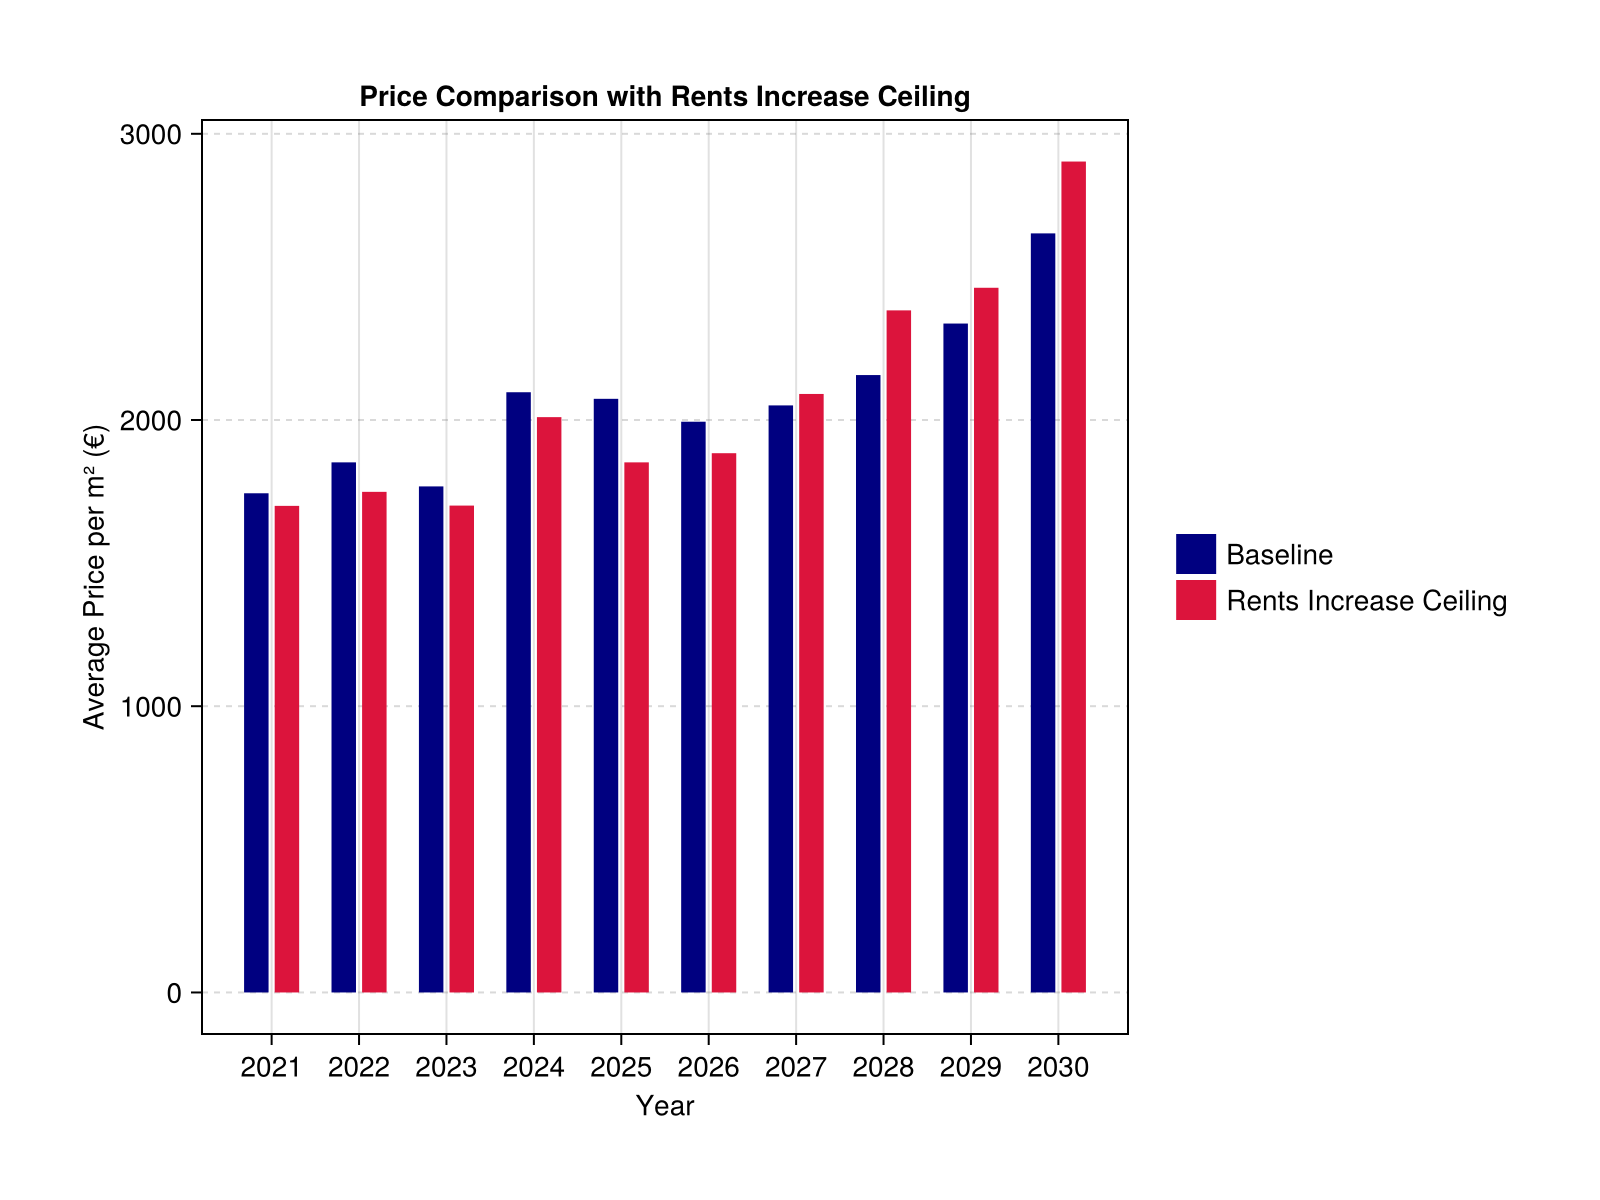 Price Comparison with Rents Increase Ceiling
3000
2000
1000
0
Average Price per m² (€)
2021 2022 2023 2024 2025 2026 2027 2028 2029 2030
Year
Baseline
Rents Increase Ceiling